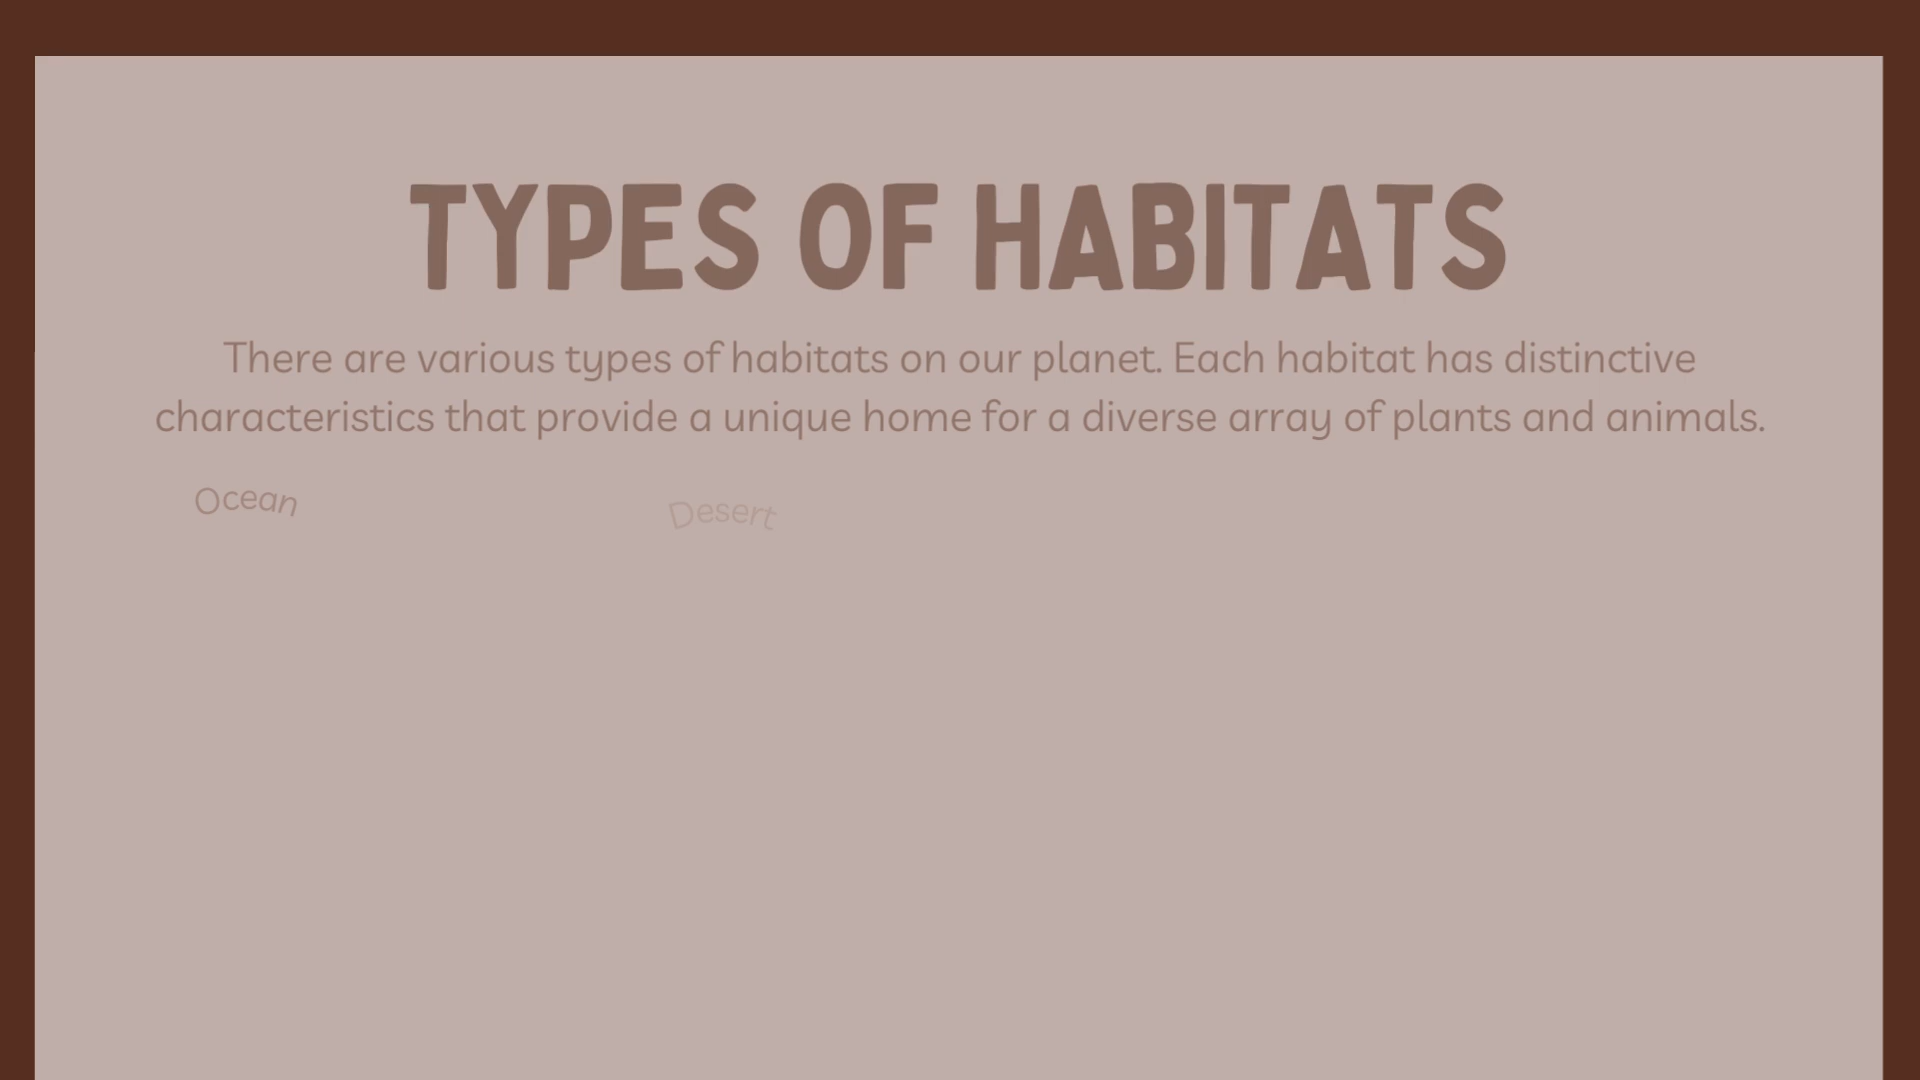 TYPES OF HABITATS
There are various types of habitats on our planet. Each habitat has distinctive
characteristics that provide a unique home for a diverse array of plants and animals.
Ocean
Desert